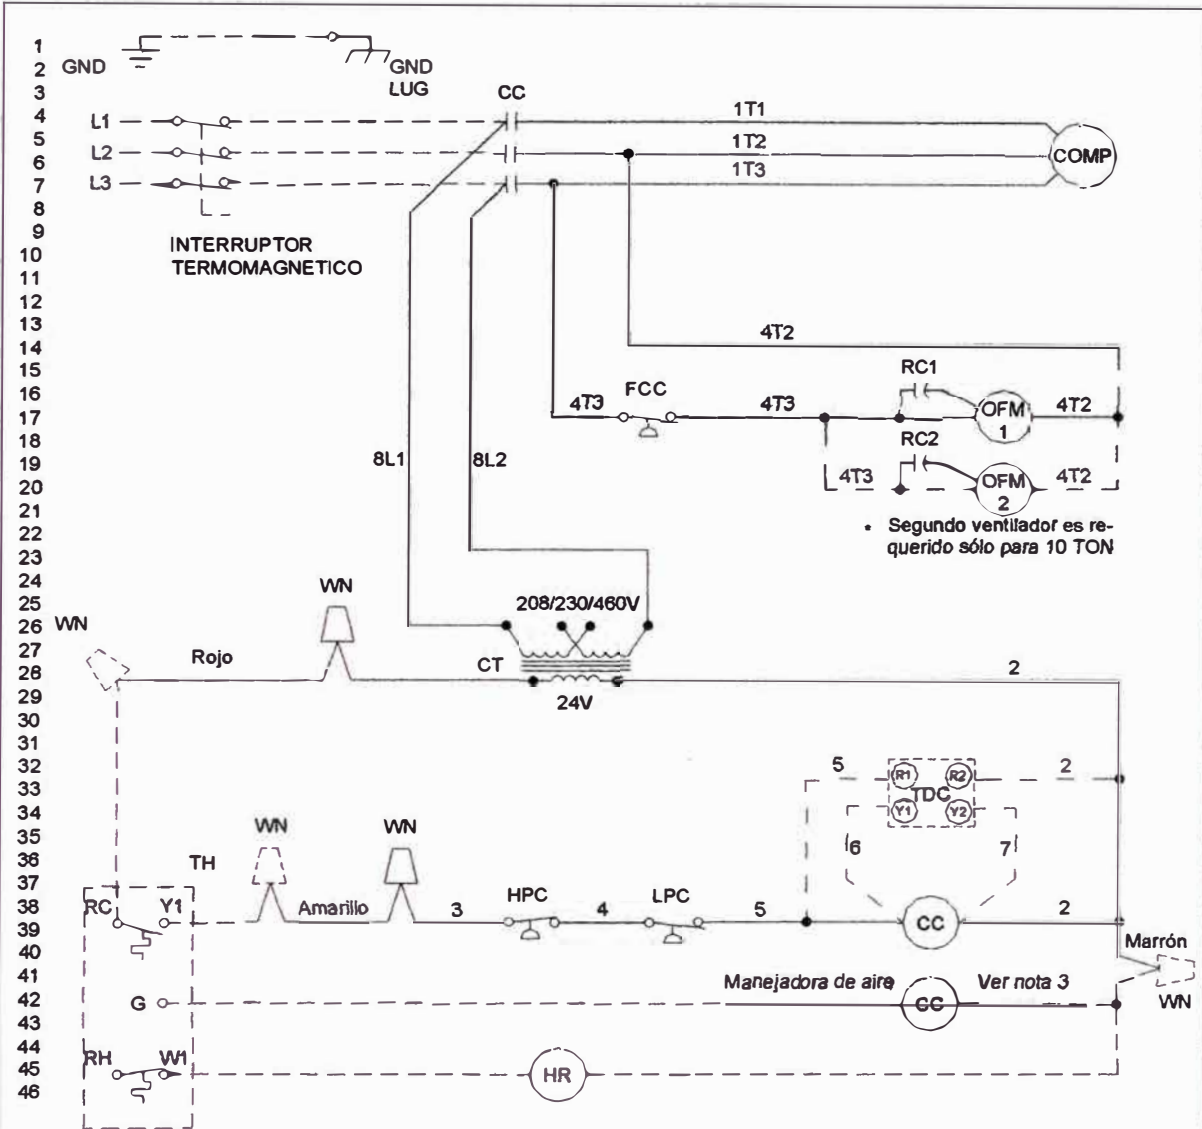 1
2
3
4
5
6
7
8
9
10
11
12
13
14
15
16
17
18
19
20
21
22
23
24
25
26
27
28
29
30
31
32
33
34
35
36
37
38
39
40
41
42
43
44
45
46
GND
GND
LUG
CC
L1
1T1
L2
1T2
COMP
L3
1T3
INTERRUPTOR
TERMOMAGNETICO
4T2
RC1
FCC
4T3
4T3
OFM
1
4T2
RC2
8L1
8L2
4T3
OFM
2
4T2
* Segundo ventilador es re-
querido sólo para 10 TON
WN
208/230/460V
WN
Rojo
CT
2
24V
5
R1
R2
2
TDC
Y1
Y2
WN
WN
6
7
TH
RC
Y1
Amarillo
3
HPC
4
LPC
5
CC
2
Marrón
WN
G
Manejadora de aire
CC
Ver nota 3
RH
W1
HR